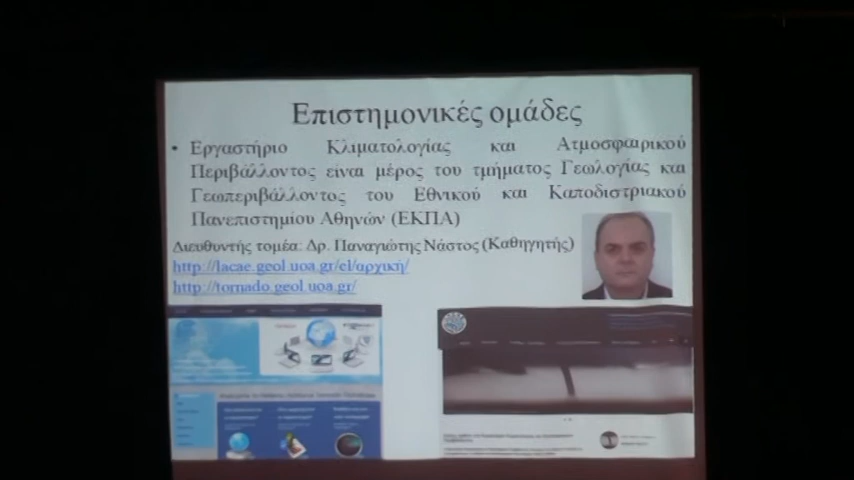 Επιστημονικές ομάδες
• Εργαστήριο Κλιματολογίας και Ατμοσφαιρικού
Περιβάλλοντος είναι μέρος του τμήματος Γεωλογίας και
Γεωπεριβάλλοντος του Εθνικού και Καποδιστριακού
Πανεπιστημίου Αθηνών (ΕΚΠΑ)
Διευθυντής τομέα: Δρ. Παναγιώτης Νάστος (Καθηγητής)
http://lacae.geol.uoa.gr/el/αρχική/
http://tornado.geol.uoa.gr/